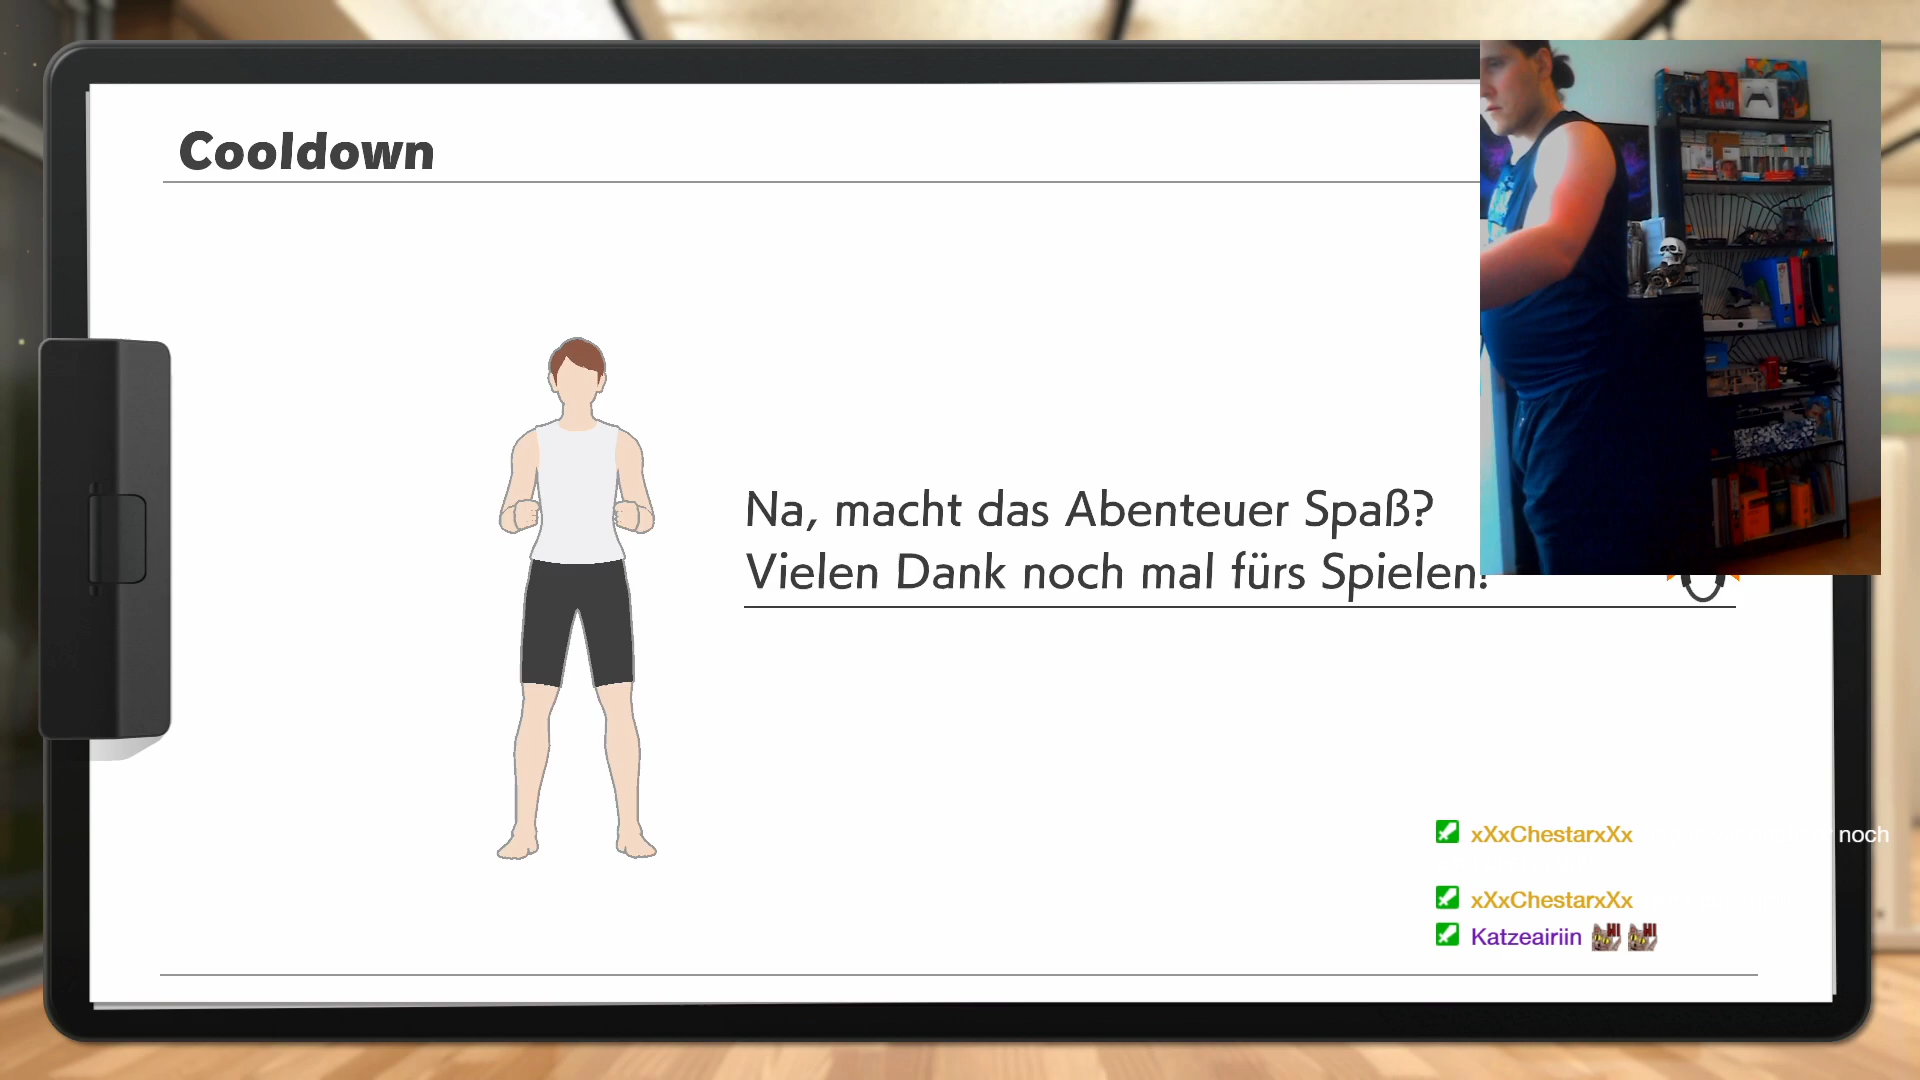 Cooldown
Na, macht das Abenteuer Spaß?
Vielen Dank noch mal fürs Spielen!
xXxChestarxXx noch
xXxChestarxXx
Katzeairiin